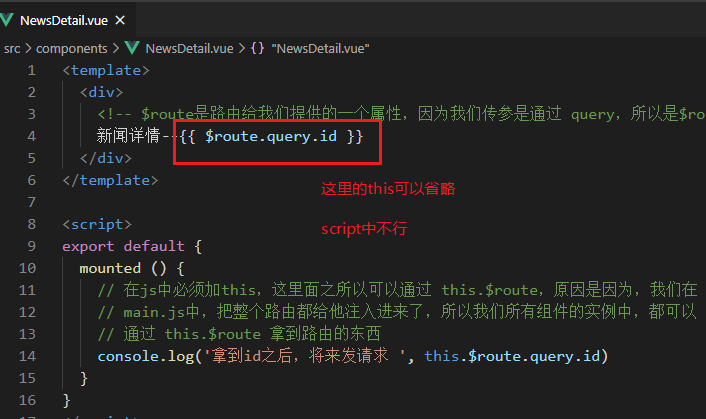 NewsDetail.vue ×
src > components > NewsDetail.vue > {} "NewsDetail.vue"
1 <template>
2 <div>
3 <!-- $route是路由给我们提供的一个属性，因为我们传参是通过 query，所以是$ro
4 新闻详情--{{ $route.query.id }}
5 </div>
6 </template>
这里的this可以省略
7
8 <script>
script中不行
9 export default {
10 mounted () {
11 // 在js中必须加this，这里面之所以可以通过 this.$route，原因是因为，我们在
12 // main.js中，把整个路由都给他注入进来了，所以我们所有组件的实例中，都可以
13 // 通过 this.$route 拿到路由的东西
14 console.log('拿到id之后，将来发请求 ', this.$route.query.id)
15 }
16 }